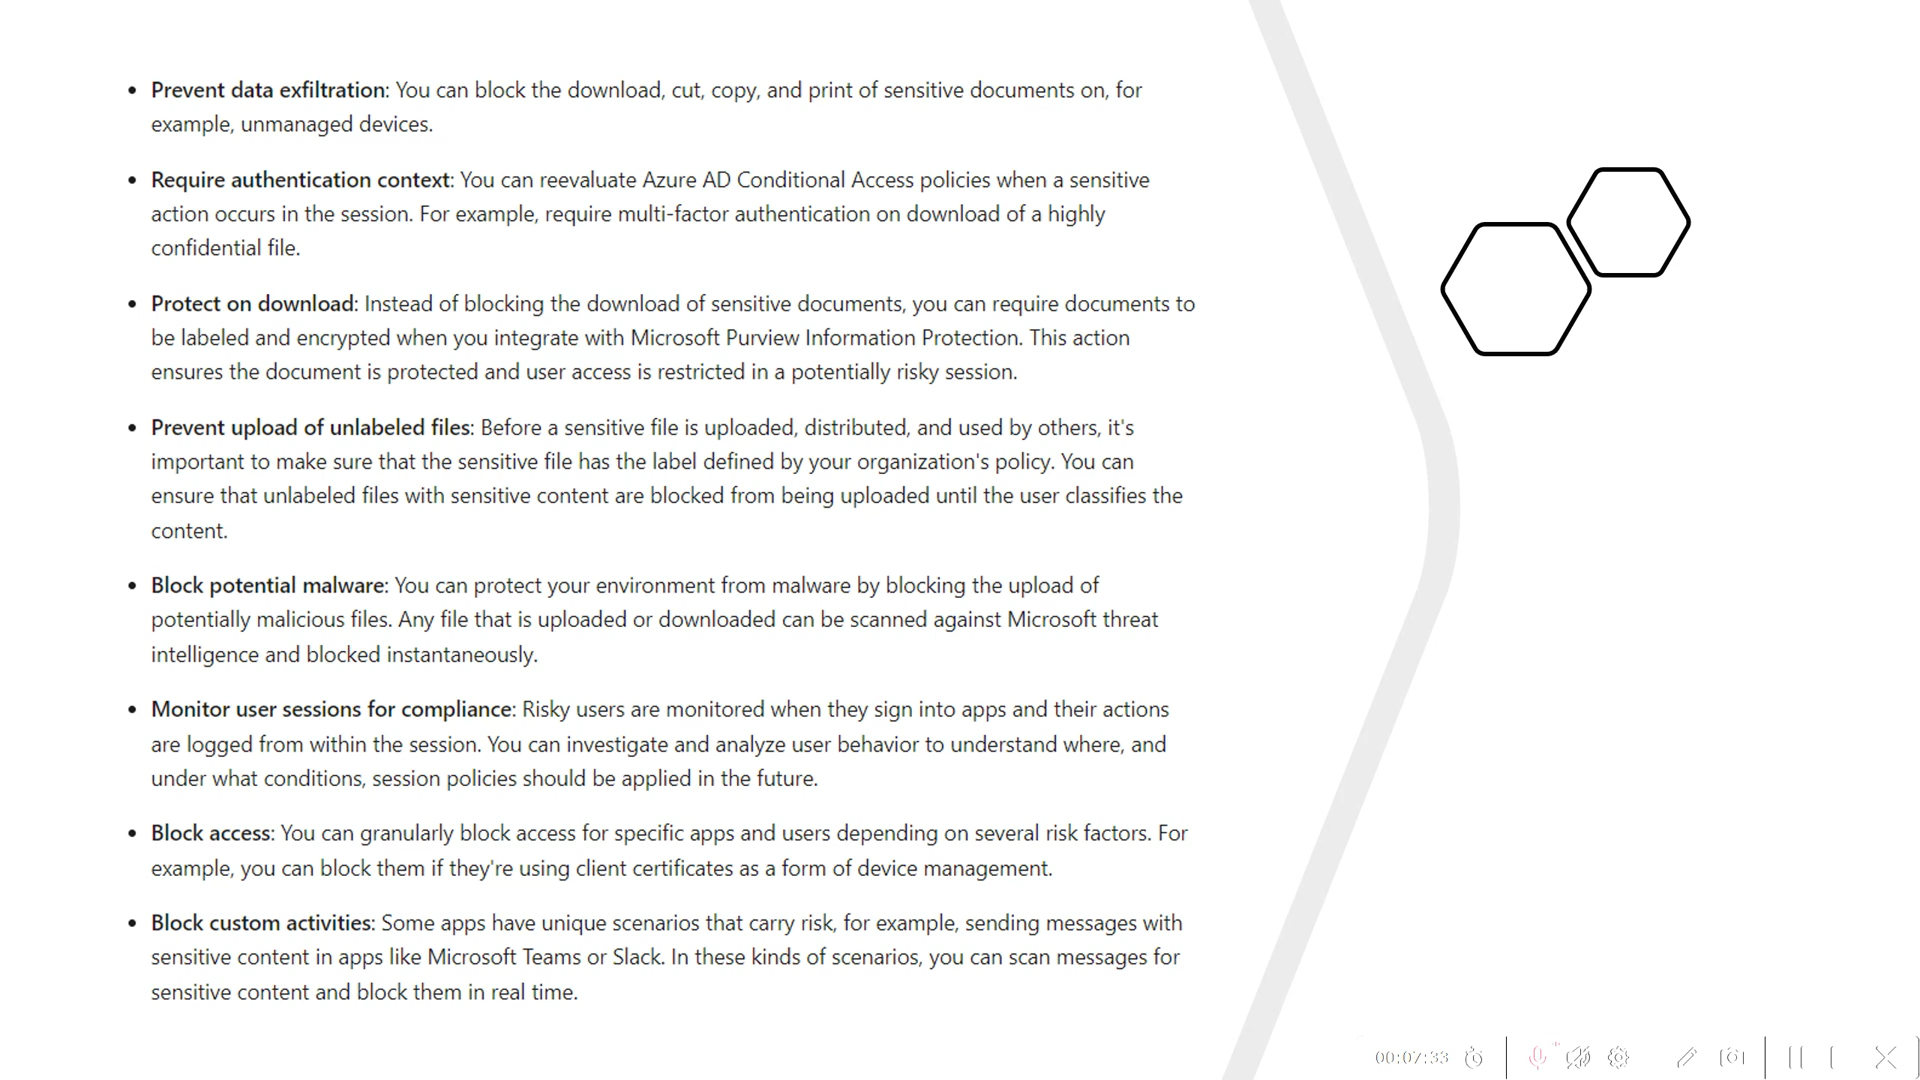 • Prevent data exfiltration: You can block the download, cut, copy, and print of sensitive documents on, for
example, unmanaged devices.
• Require authentication context: You can reevaluate Azure AD Conditional Access policies when a sensitive
action occurs in the session. For example, require multi-factor authentication on download of a highly
confidential file.
• Protect on download: Instead of blocking the download of sensitive documents, you can require documents to
be labeled and encrypted when you integrate with Microsoft Purview Information Protection. This action
ensures the document is protected and user access is restricted in a potentially risky session.
• Prevent upload of unlabeled files: Before a sensitive file is uploaded, distributed, and used by others, it's
important to make sure that the sensitive file has the label defined by your organization's policy. You can
ensure that unlabeled files with sensitive content are blocked from being uploaded until the user classifies the
content.
• Block potential malware: You can protect your environment from malware by blocking the upload of
potentially malicious files. Any file that is uploaded or downloaded can be scanned against Microsoft threat
intelligence and blocked instantaneously.
• Monitor user sessions for compliance: Risky users are monitored when they sign into apps and their actions
are logged from within the session. You can investigate and analyze user behavior to understand where, and
under what conditions, session policies should be applied in the future.
• Block access: You can granularly block access for specific apps and users depending on several risk factors. For
example, you can block them if they're using client certificates as a form of device management.
• Block custom activities: Some apps have unique scenarios that carry risk, for example, sending messages with
sensitive content in apps like Microsoft Teams or Slack. In these kinds of scenarios, you can scan messages for
sensitive content and block them in real time.
00:07:33